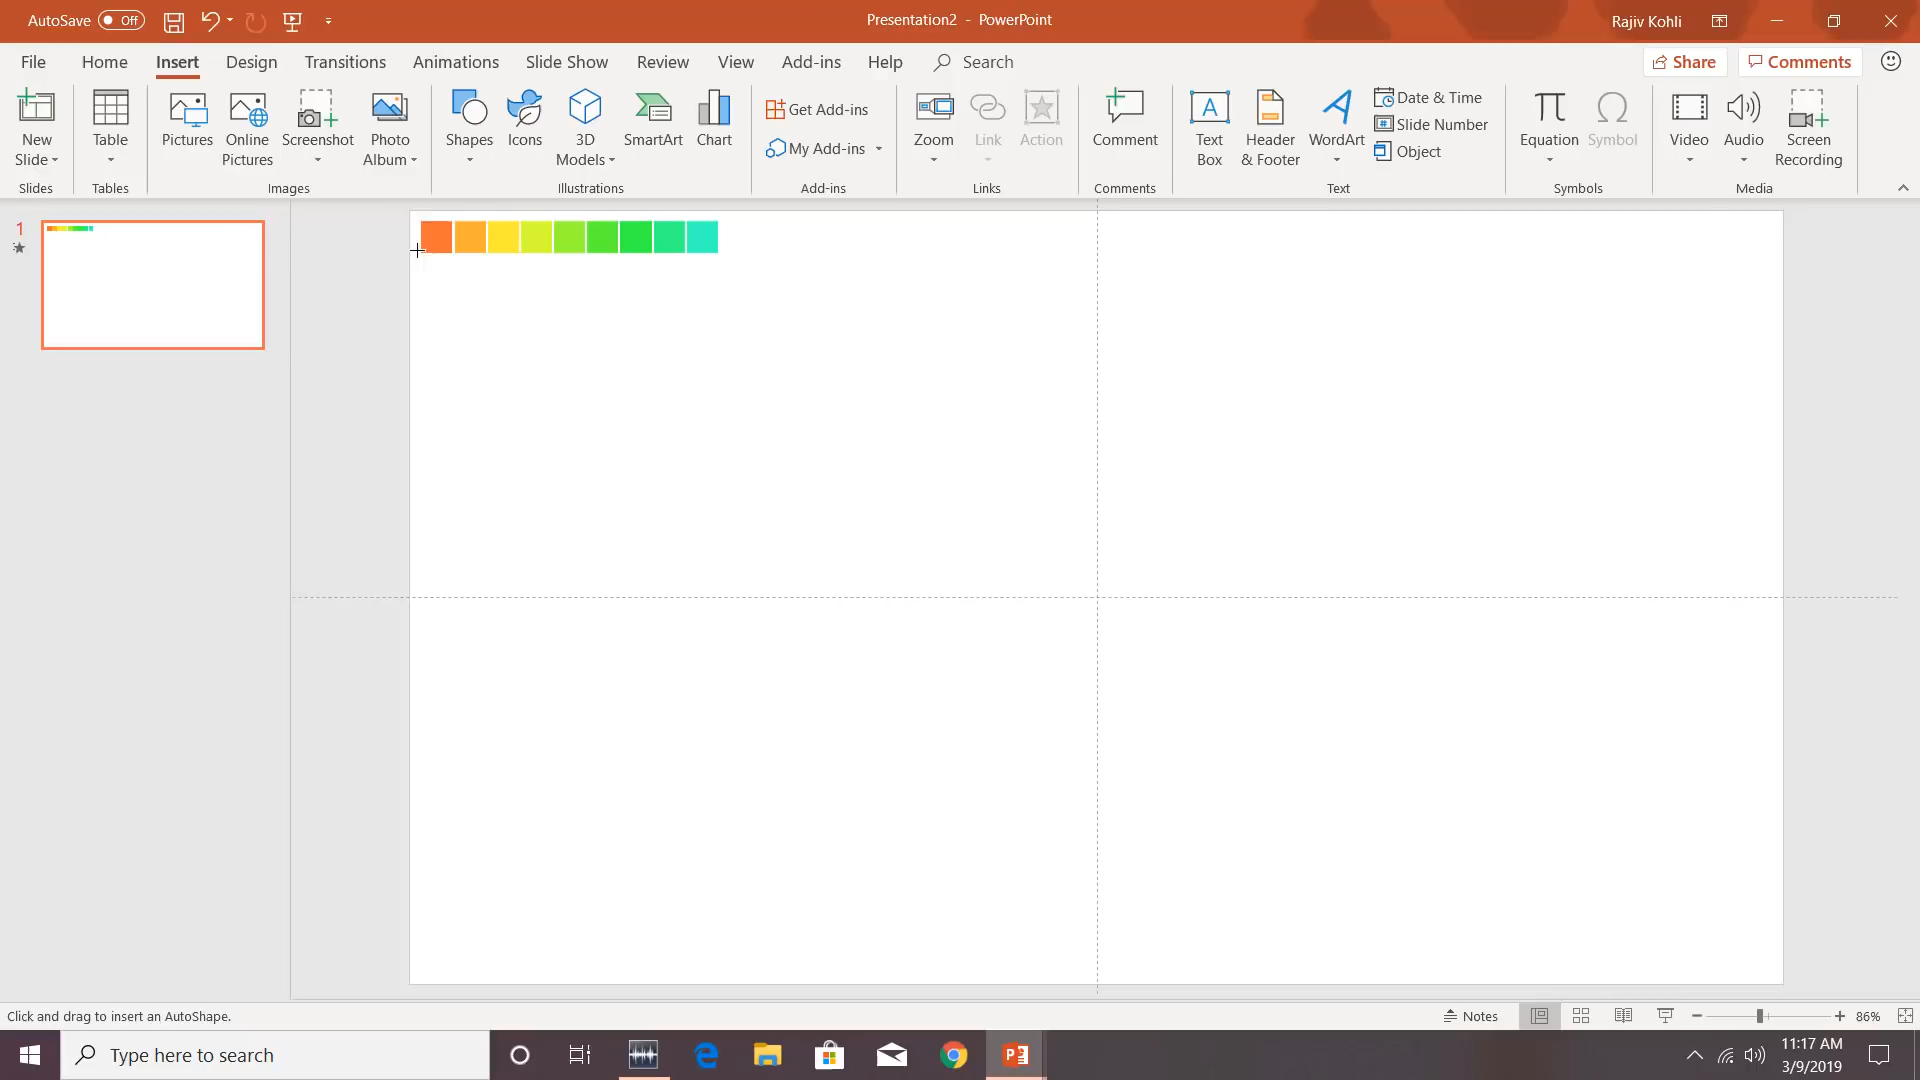 AutoSave Off
Presentation2 - PowerPoint
Rajiv Kohli
File Home Insert Design Transitions Animations Slide Show Review View Add-ins Help Search
Share Comments
New Slide
Table
Pictures
Online Pictures
Screenshot
Photo Album
Shapes
Icons
3D Models
SmartArt
Chart
Get Add-ins
My Add-ins
Zoom
Link
Action
Comment
A
Text Box
Header & Footer
WordArt
Date & Time
Slide Number
Object
Equation
Symbol
Video
Audio
Screen Recording
Slides Tables Images Illustrations Add-ins Links Comments Text Symbols Media
1
Click and drag to insert an AutoShape.
Notes
86%
Type here to search
11:17 AM
3/9/2019